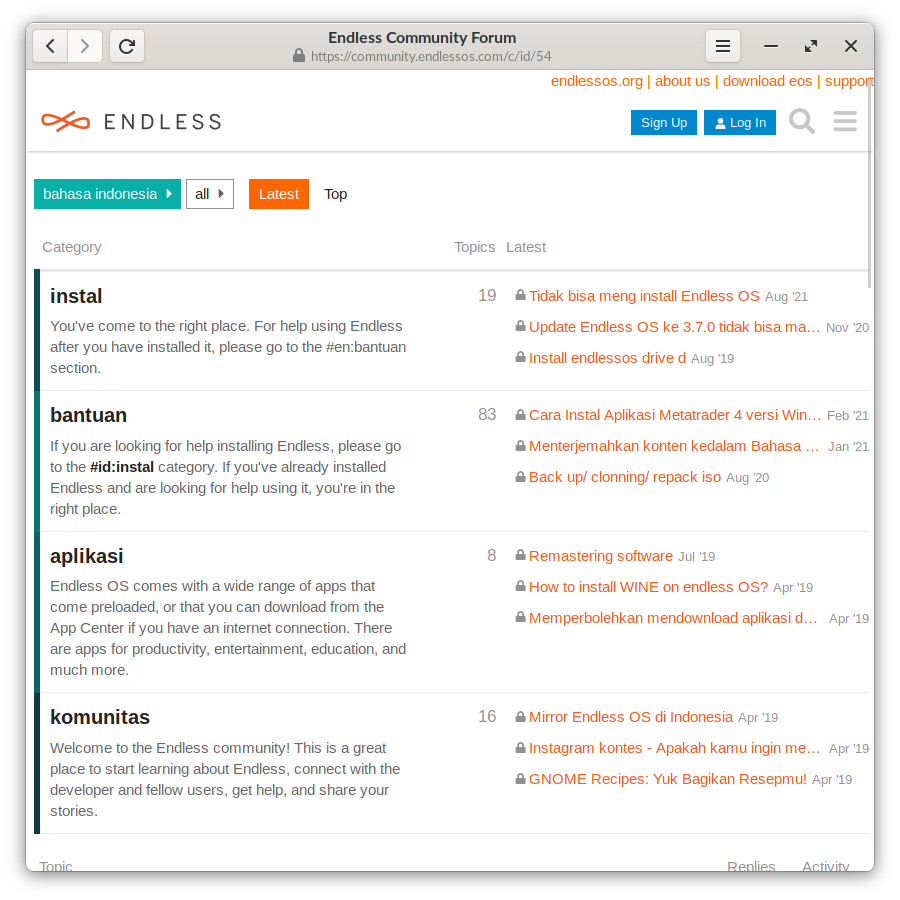 Endless Community Forum
https://community.endlessos.com/c/id/54
endlessos.org | about us | download eos | support
ENDLESS
Sign Up
Log In
bahasa indonesia
all
Latest
Top
Category
Topics
Latest
instal
19
You've come to the right place. For help using Endless
after you have installed it, please go to the #en:bantuan
section.
Tidak bisa meng install Endless OS Aug '21
Update Endless OS ke 3.7.0 tidak bisa ma… Nov '20
Install endlessos drive d Aug '19
bantuan
83
If you are looking for help installing Endless, please go
to the #id:instal category. If you've already installed
Endless and are looking for help using it, you're in the
right place.
Cara Instal Aplikasi Metatrader 4 versi Win… Feb '21
Menterjemahkan konten kedalam Bahasa … Jan '21
Back up/ clonning/ repack iso Aug '20
aplikasi
8
Endless OS comes with a wide range of apps that
come preloaded, or that you can download from the
App Center if you have an internet connection. There
are apps for productivity, entertainment, education, and
much more.
Remastering software Jul '19
How to install WINE on endless OS? Apr '19
Memperbolehkan mendownload aplikasi d… Apr '19
komunitas
16
Welcome to the Endless community! This is a great
place to start learning about Endless, connect with the
developer and fellow users, get help, and share your
stories.
Mirror Endless OS di Indonesia Apr '19
Instagram kontes - Apakah kamu ingin me… Apr '19
GNOME Recipes: Yuk Bagikan Resepmu! Apr '19
Topic
Replies
Activity